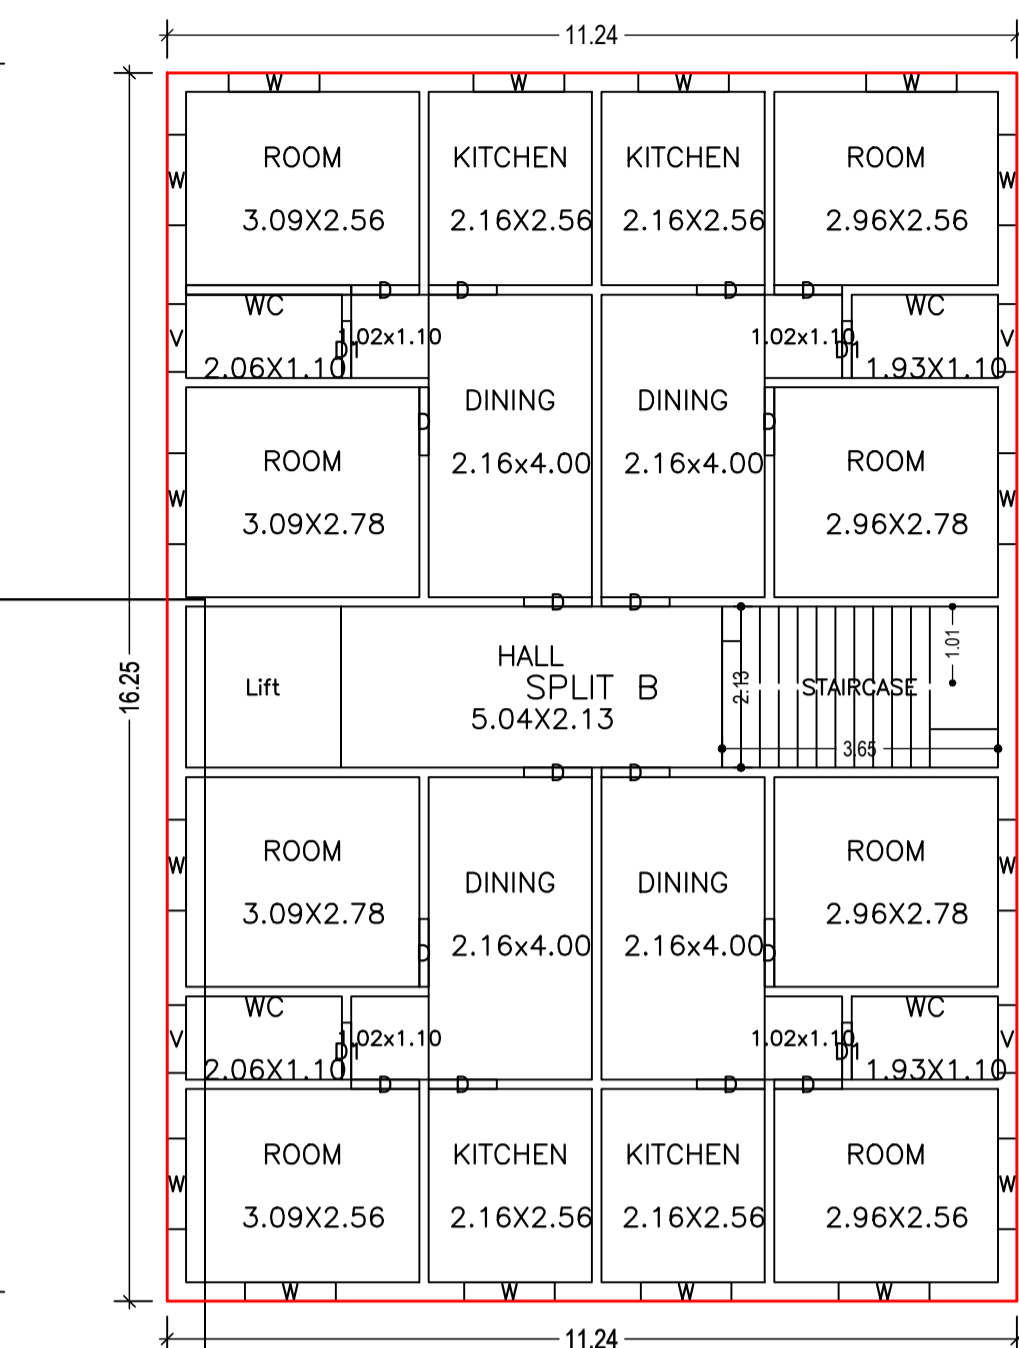 11.24
W W W W
ROOM KITCHEN KITCHEN ROOM
W W
3.09X2.56 2.16X2.56 2.16X2.56 2.96X2.56
D D D D
WC WC
V 1.02x1.10 1.02x1.10 V
D1 D1
2.06X1.10 1.93X1.10
DINING DINING
D D
ROOM 2.16x4.00 2.16x4.00 ROOM
W W
3.09X2.78 2.96X2.78
D D
HALL 1.01
16.25 Lift SPLIT B 2.13 STAIRCASE
5.04X2.13
3.65
D D
ROOM ROOM
W W
DINING DINING
3.09X2.78 2.96X2.78
2.16x4.00 2.16x4.00
D D
WC WC
V 1.02x1.10 1.02x1.10 V
D1 D1
2.06X1.10 1.93X1.10
D D D D
ROOM KITCHEN KITCHEN ROOM
W W
3.09X2.56 2.16X2.56 2.16X2.56 2.96X2.56
W W W W
11.24